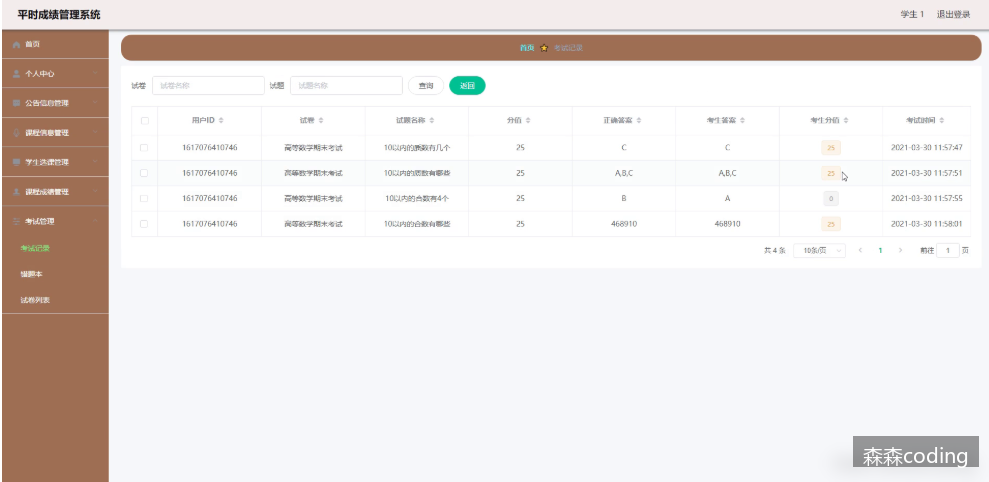 平时成绩管理系统
学生 1 退出登录
首页
个人中心
公告信息管理
课程信息管理
学生选课管理
课程成绩管理
考试管理
考试记录
错题本
试卷列表
首页 考试记录
试卷 试卷名称 试题 试题名称 查询 返回
用户ID 试卷 试题名称 分值 正确答案 考生答案 考生分值 考试时间
1617076410746 高等数学期末考试 10以内的质数有几个 25 C C 25 2021-03-30 11:57:47
1617076410746 高等数学期末考试 10以内的质数有哪些 25 A,B,C A,B,C 25 2021-03-30 11:57:51
1617076410746 高等数学期末考试 10以内的合数有4个 25 B A 0 2021-03-30 11:57:55
1617076410746 高等数学期末考试 10以内的合数有哪些 25 468910 468910 25 2021-03-30 11:58:01
共 4 条 10条/页 1 前往 1 页
森森coding